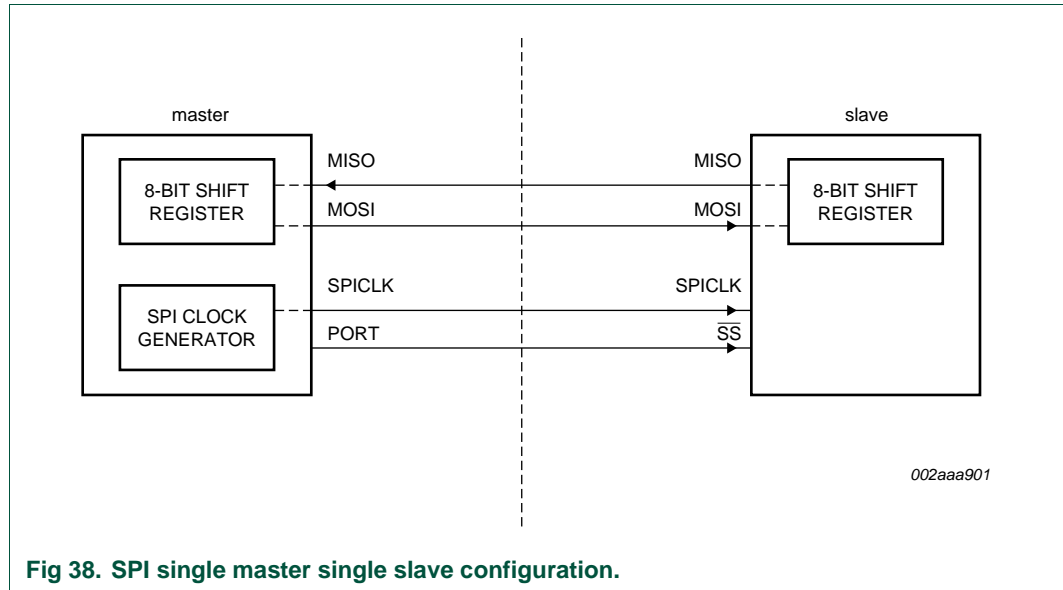 master
slave
MISO
MISO
8-BIT SHIFT
REGISTER
8-BIT SHIFT
REGISTER
MOSI
MOSI
SPICLK
SPICLK
SPI CLOCK
GENERATOR
PORT
S̅S̅
002aaa901
Fig 38. SPI single master single slave configuration.